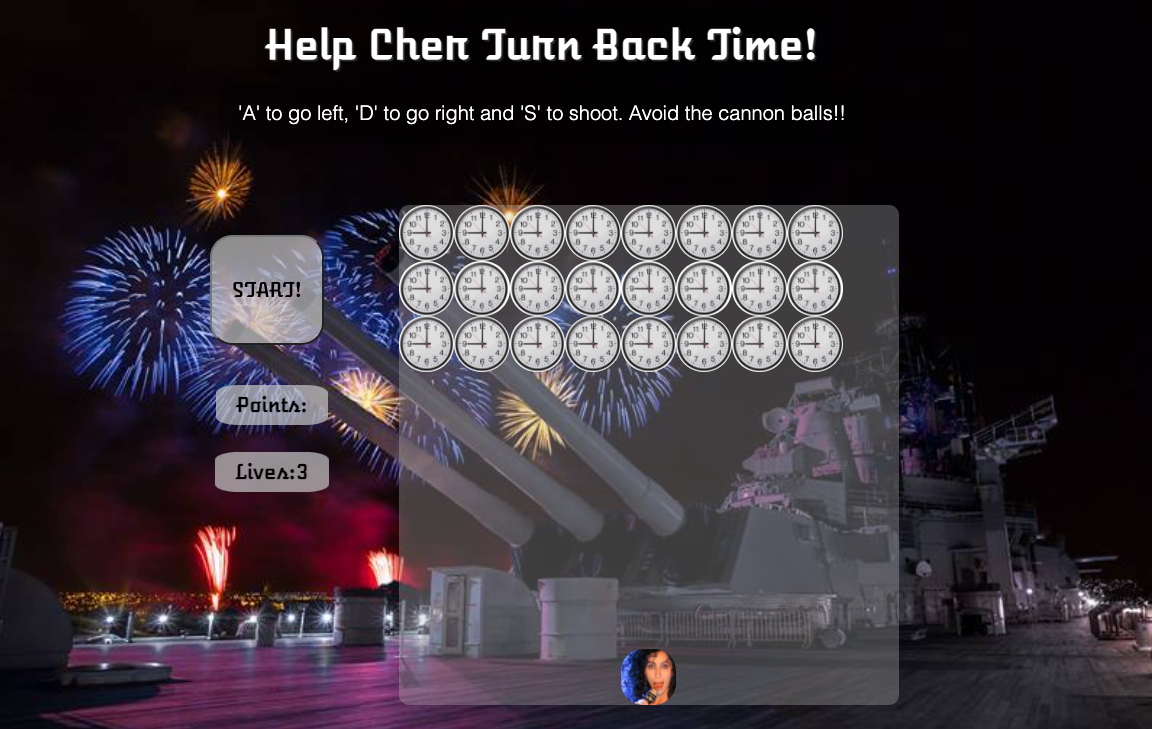 Help Cher Turn Back Time!
'A' to go left, 'D' to go right and 'S' to shoot. Avoid the cannon balls!!
START!
Points:
Lives:3